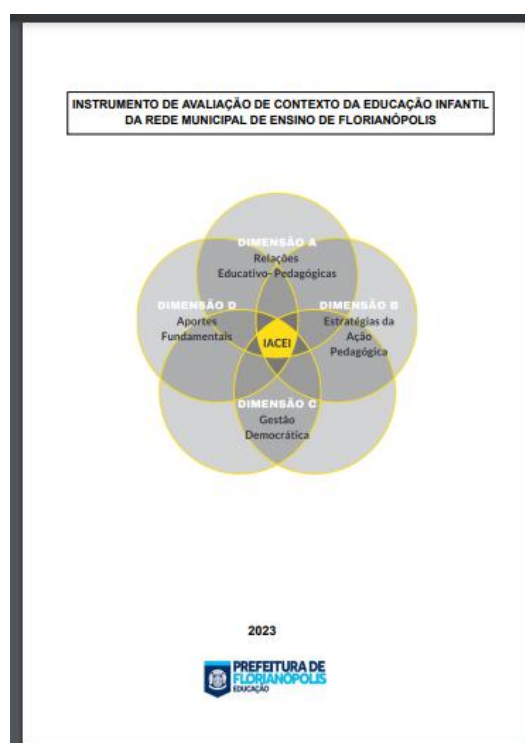 INSTRUMENTO DE AVALIAÇÃO DE CONTEXTO DA EDUCAÇÃO INFANTIL
DA REDE MUNICIPAL DE ENSINO DE FLORIANÓPOLIS
DIMENSÃO A
Relações
Educativo- Pedagógicas
DIMENSÃO D
Aportes
Fundamentais
DIMENSÃO B
Estratégias da
Ação
Pedagógica
IACEI
DIMENSÃO C
Gestão
Democrática
2023
PREFEITURA DE
FLORIANÓPOLIS
EDUCAÇÃO